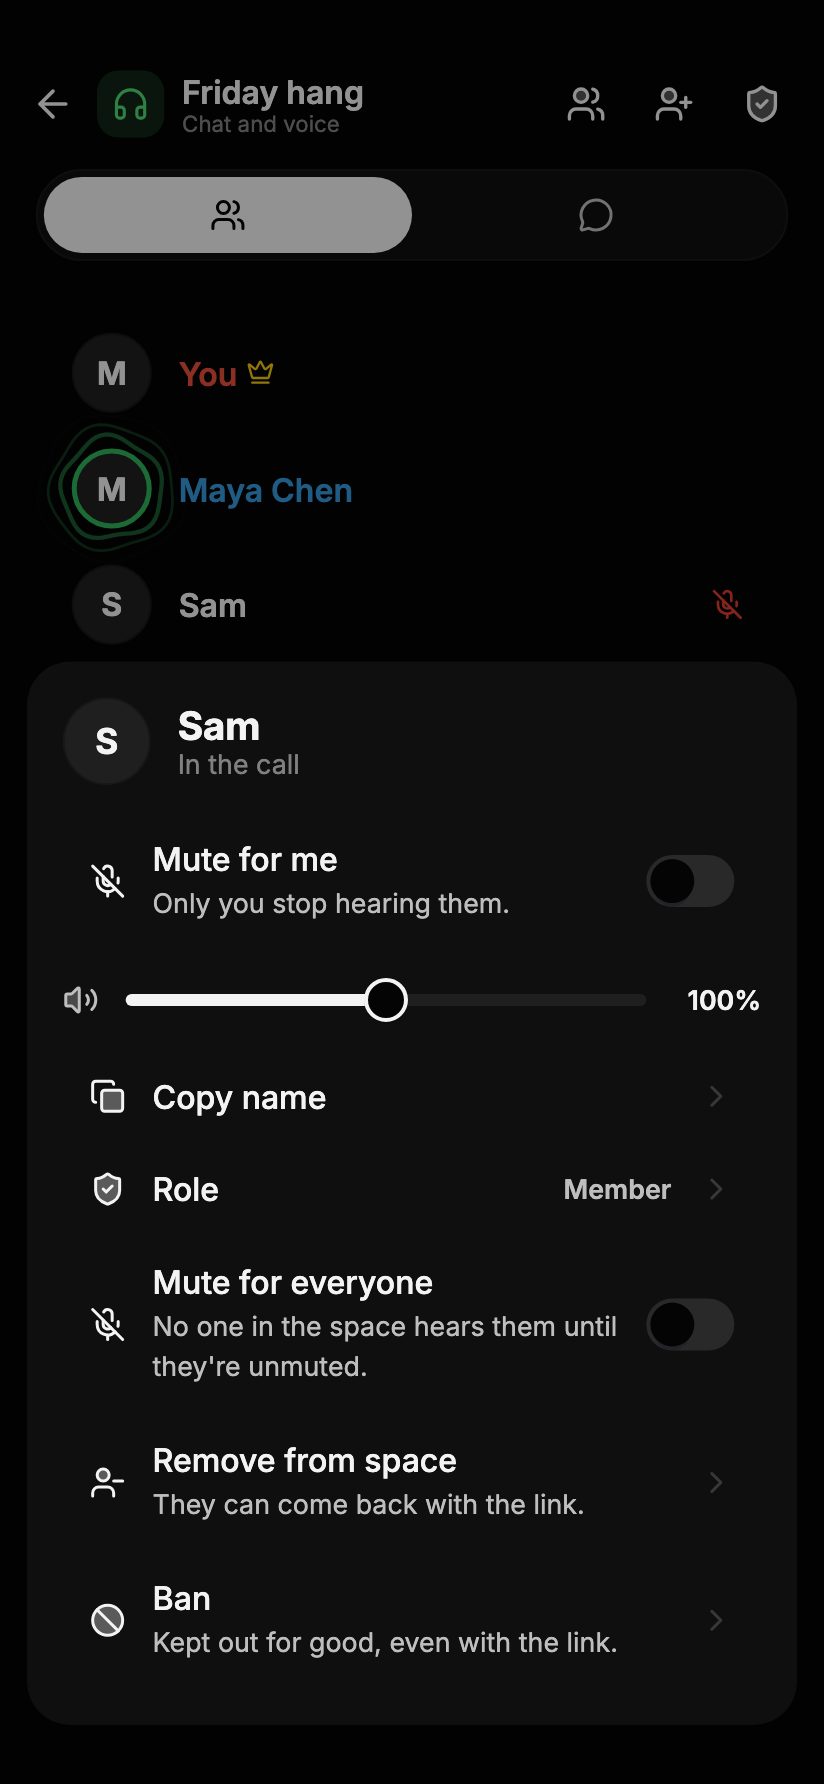 Friday hang
Chat and voice
M
You
M
Maya Chen
S
Sam
S
Sam
In the call
Mute for me
Only you stop hearing them.
100%
Copy name
Role
Member
Mute for everyone
No one in the space hears them until
they're unmuted.
Remove from space
They can come back with the link.
Ban
Kept out for good, even with the link.